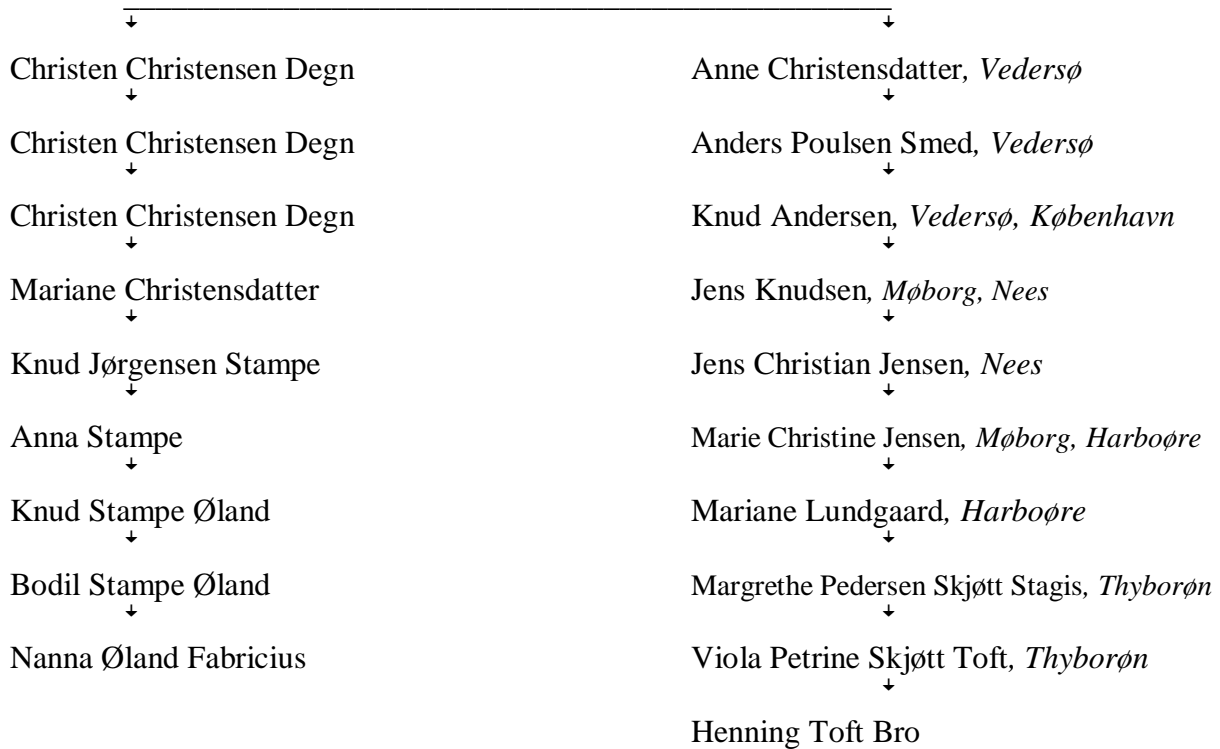 Christen Christensen Degn
Anne Christensdatter, Vedersø
Christen Christensen Degn
Anders Poulsen Smed, Vedersø
Christen Christensen Degn
Knud Andersen, Vedersø, København
Mariane Christensdatter
Jens Knudsen, Møborg, Nees
Knud Jørgensen Stampe
Jens Christian Jensen, Nees
Anna Stampe
Marie Christine Jensen, Møborg, Harboøre
Knud Stampe Øland
Mariane Lundgaard, Harboøre
Bodil Stampe Øland
Margrethe Pedersen Skjøtt Stagis, Thyborøn
Nanna Øland Fabricius
Viola Petrine Skjøtt Toft, Thyborøn
Henning Toft Bro